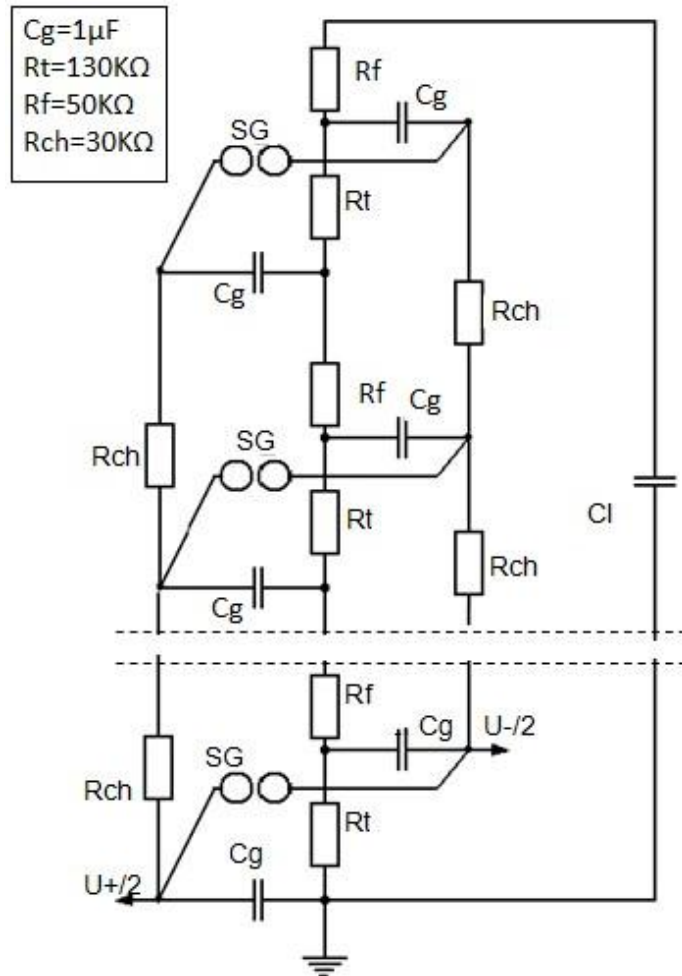 Cg=1µF
Rt=130KΩ
Rf=50KΩ
Rch=30KΩ
Rf
Cg
SG
Rt
Cg
Rch
Rf
Cg
SG
Rch
Rt
Cl
Rch
Cg
Rf
Cg
U-/2
SG
Rch
Rt
Cg
U+/2